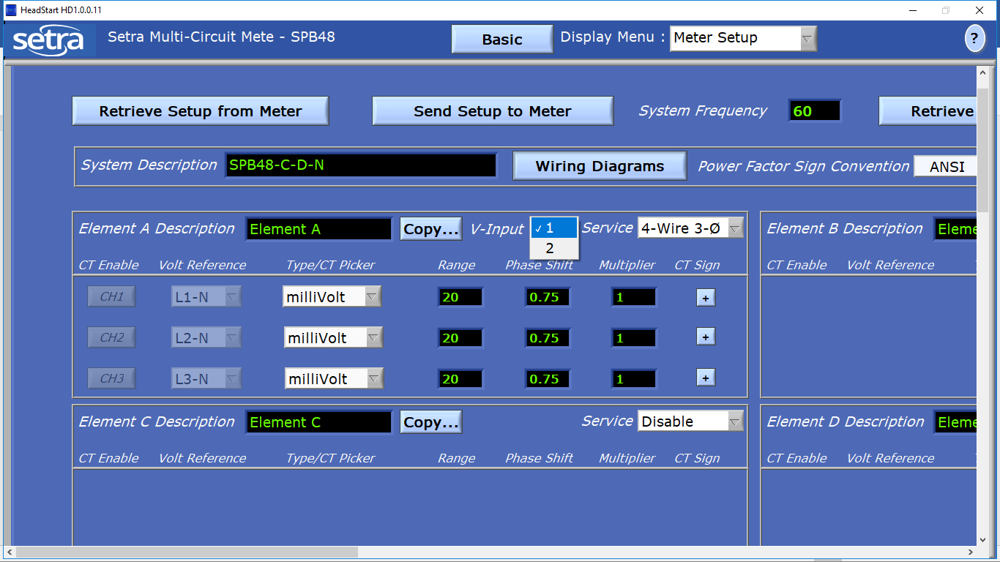 HeadStart HD1.0.0.11
setra Setra Multi-Circuit Mete - SPB48 Basic Display Menu : Meter Setup ?
Retrieve Setup from Meter Send Setup to Meter System Frequency 60 Retrieve
System Description SPB48-C-D-N Wiring Diagrams Power Factor Sign Convention ANSI
Element A Description Element A Copy... V-Input ✓ 1 Service 4-Wire 3-Ø Element B Description Eleme
2
CT Enable Volt Reference Type/CT Picker Range Phase Shift Multiplier CT Sign CT Enable Volt Reference
CH1 L1-N milliVolt 20 0.75 1 +
CH2 L2-N milliVolt 20 0.75 1 +
CH3 L3-N milliVolt 20 0.75 1 +
Element C Description Element C Copy... Service Disable Element D Description Eleme
CT Enable Volt Reference Type/CT Picker Range Phase Shift Multiplier CT Sign CT Enable Volt Reference